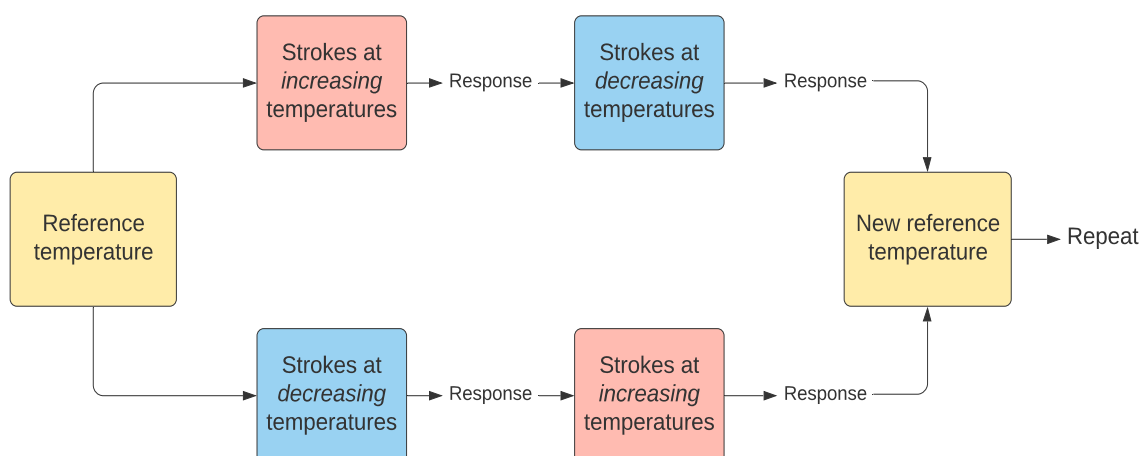 Strokes at
increasing
temperatures
Response
Strokes at
decreasing
temperatures
Response
Reference
temperature
New reference
temperature
Repeat
Strokes at
decreasing
temperatures
Response
Strokes at
increasing
temperatures
Response